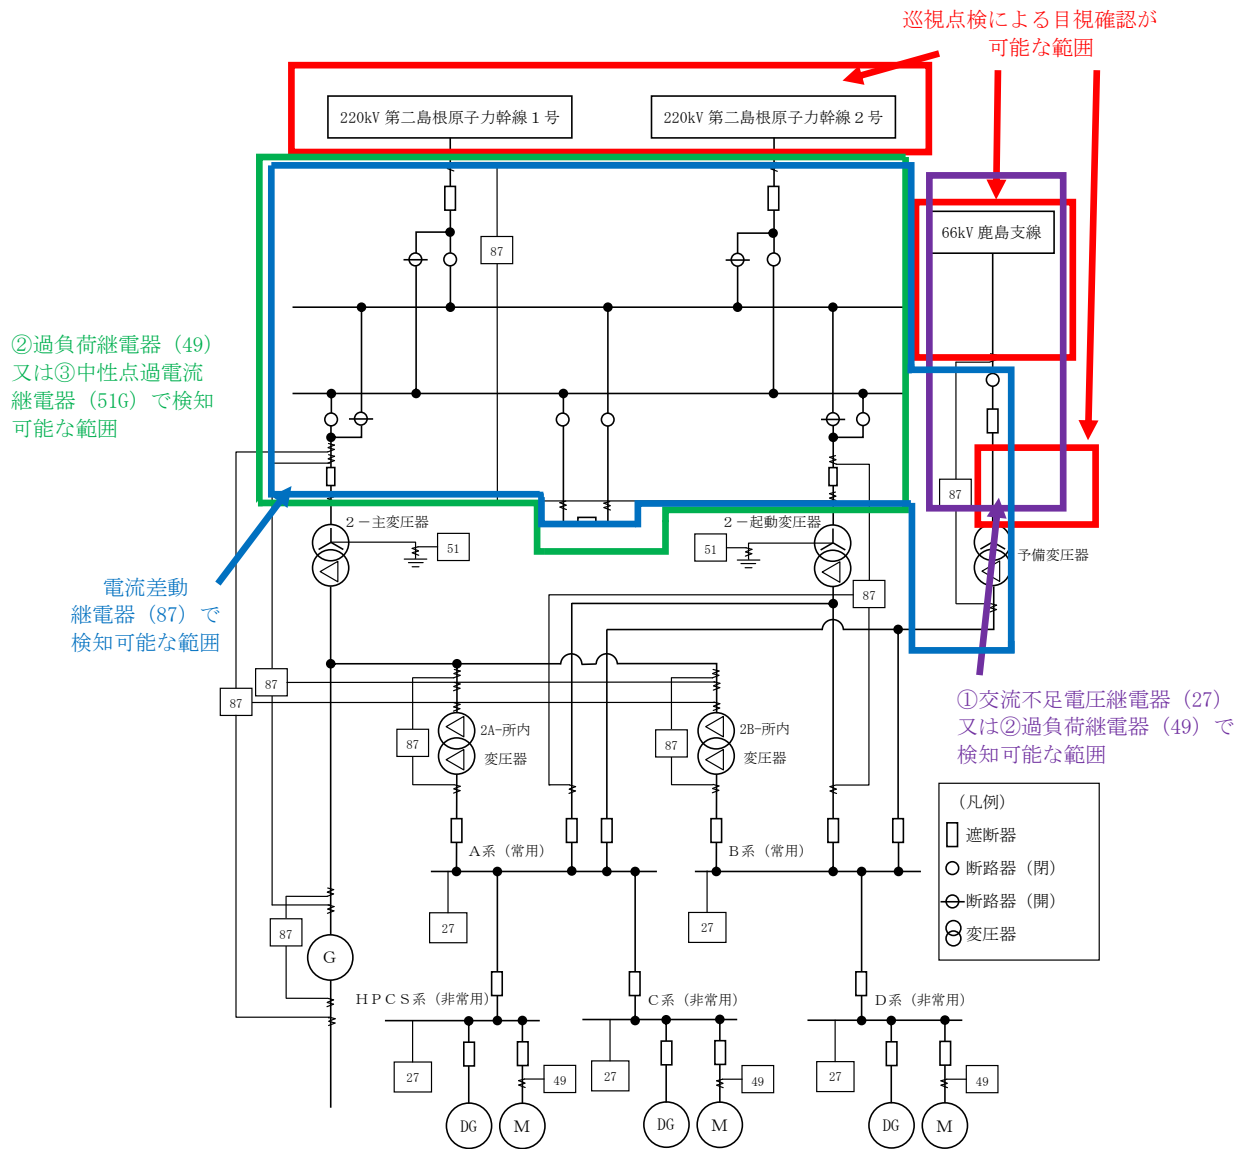 巡視点検による目視確認が
可能な範囲
220kV 第二島根原子力幹線１号
220kV 第二島根原子力幹線２号
66kV 鹿島支線
87
②過負荷継電器（49）
又は③中性点過電流
継電器（51G）で検知
可能な範囲
87
２－主変圧器
51
２－起動変圧器
51
予備変圧器
電流差動
継電器（87）で
検知可能な範囲
87
87
87
①交流不足電圧継電器（27）
又は②過負荷継電器（49）で
検知可能な範囲
87
2A-所内
変圧器
87
2B-所内
変圧器
（凡例）
遮断器
断路器（閉）
断路器（開）
変圧器
Ａ系（常用）
Ｂ系（常用）
27
27
87
G
ＨＰＣＳ系（非常用）
Ｃ系（非常用）
Ｄ系（非常用）
27
49
27
49
27
49
DG
M
DG
M
DG
M